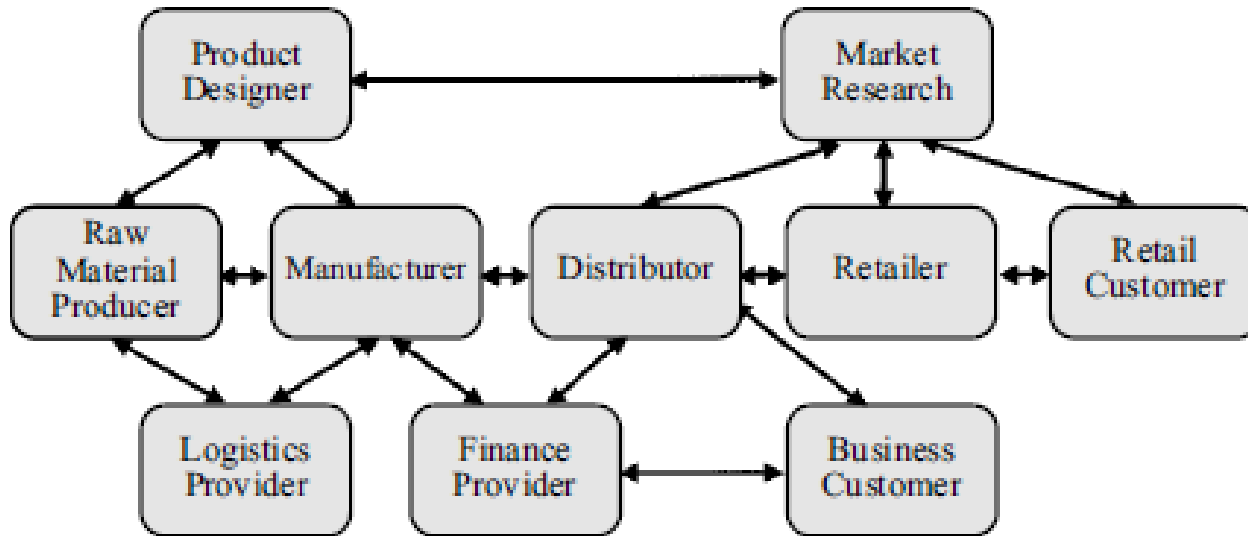 Product
Designer
Market
Research
Raw
Material
Producer
Manufacturer
Distributor
Retailer
Retail
Customer
Logistics
Provider
Finance
Provider
Business
Customer